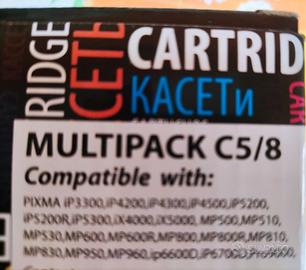 RIDGE
СЕТЬ
CARTRID
КАСЕТи
CAR
MULTIPACK C5/8
Compatible with:
PIXMA iP3300,iP4200,iP4300,iP4500,iP5200,
iP5200R,iP5300,iX4000,iX5000, MP500,MP510,
MP530,MP600,MP600R,MP800,MP800R,MP810,
MP830,MP950,MP960,ip6600D,iP6700D,Pro9000,